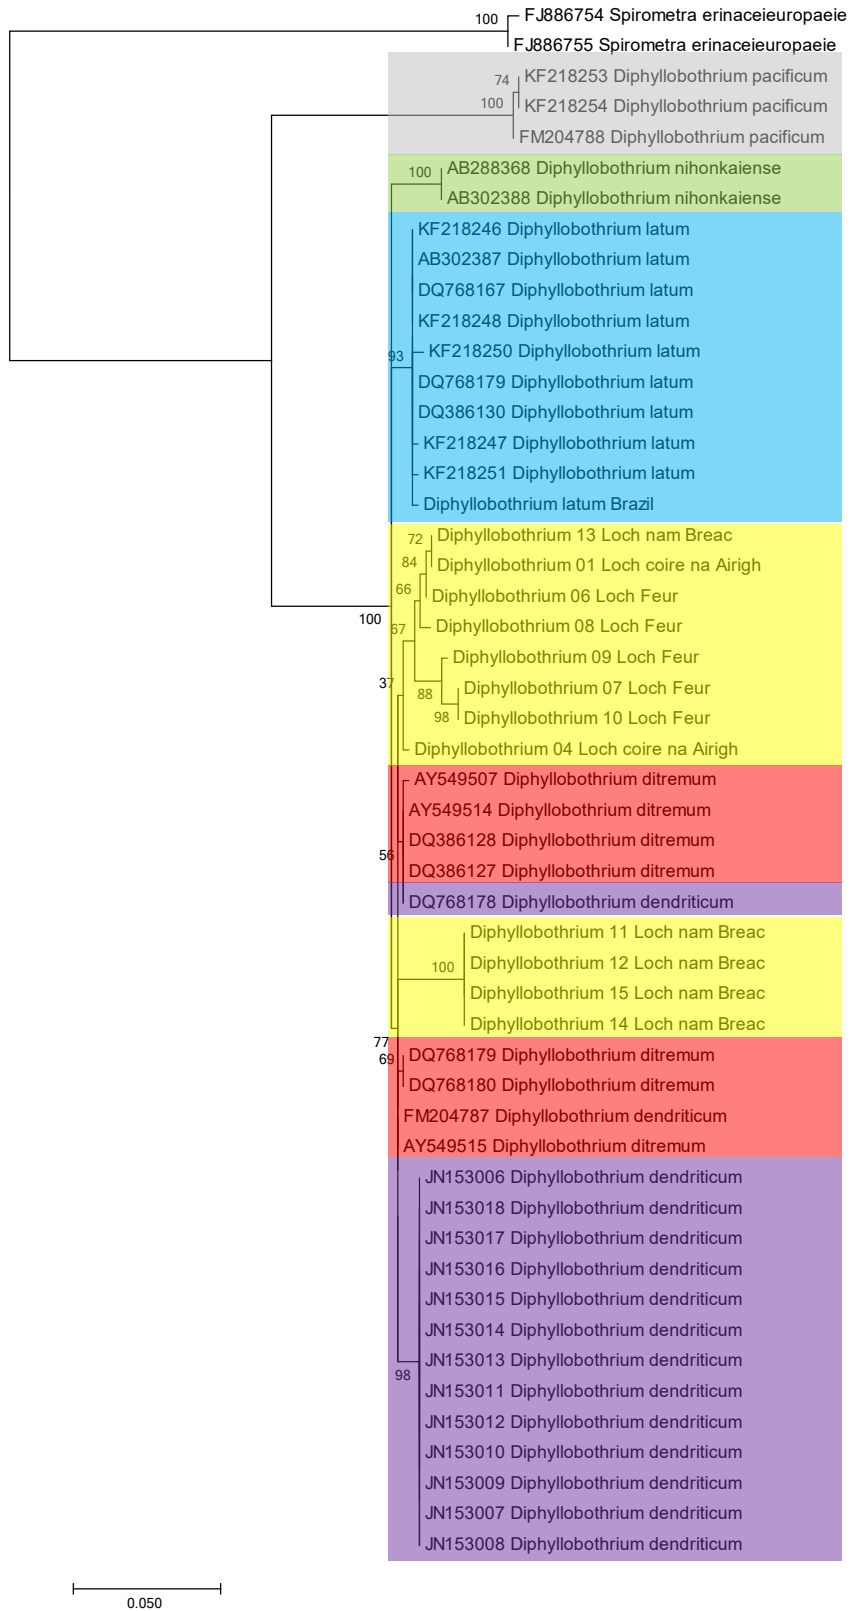 100
FJ886754 Spirometra erinaceieuropaeie
FJ886755 Spirometra erinaceieuropaeie
74
KF218253 Diphyllobothrium pacificum
100
KF218254 Diphyllobothrium pacificum
FM204788 Diphyllobothrium pacificum
100
AB288368 Diphyllobothrium nihonkaiense
AB302388 Diphyllobothrium nihonkaiense
KF218246 Diphyllobothrium latum
AB302387 Diphyllobothrium latum
DQ768167 Diphyllobothrium latum
KF218248 Diphyllobothrium latum
93
KF218250 Diphyllobothrium latum
DQ768179 Diphyllobothrium latum
DQ386130 Diphyllobothrium latum
KF218247 Diphyllobothrium latum
KF218251 Diphyllobothrium latum
Diphyllobothrium latum Brazil
72
Diphyllobothrium 13 Loch nam Breac
84
Diphyllobothrium 01 Loch coire na Airigh
66
Diphyllobothrium 06 Loch Feur
100
67
Diphyllobothrium 08 Loch Feur
Diphyllobothrium 09 Loch Feur
37
88
Diphyllobothrium 07 Loch Feur
98
Diphyllobothrium 10 Loch Feur
Diphyllobothrium 04 Loch coire na Airigh
AY549507 Diphyllobothrium ditremum
AY549514 Diphyllobothrium ditremum
DQ386128 Diphyllobothrium ditremum
56
DQ386127 Diphyllobothrium ditremum
DQ768178 Diphyllobothrium dendriticum
Diphyllobothrium 11 Loch nam Breac
100
Diphyllobothrium 12 Loch nam Breac
Diphyllobothrium 15 Loch nam Breac
Diphyllobothrium 14 Loch nam Breac
77
69
DQ768179 Diphyllobothrium ditremum
DQ768180 Diphyllobothrium ditremum
FM204787 Diphyllobothrium dendriticum
AY549515 Diphyllobothrium ditremum
JN153006 Diphyllobothrium dendriticum
JN153018 Diphyllobothrium dendriticum
JN153017 Diphyllobothrium dendriticum
JN153016 Diphyllobothrium dendriticum
JN153015 Diphyllobothrium dendriticum
JN153014 Diphyllobothrium dendriticum
JN153013 Diphyllobothrium dendriticum
98
JN153011 Diphyllobothrium dendriticum
JN153012 Diphyllobothrium dendriticum
JN153010 Diphyllobothrium dendriticum
JN153009 Diphyllobothrium dendriticum
JN153007 Diphyllobothrium dendriticum
JN153008 Diphyllobothrium dendriticum
0.050